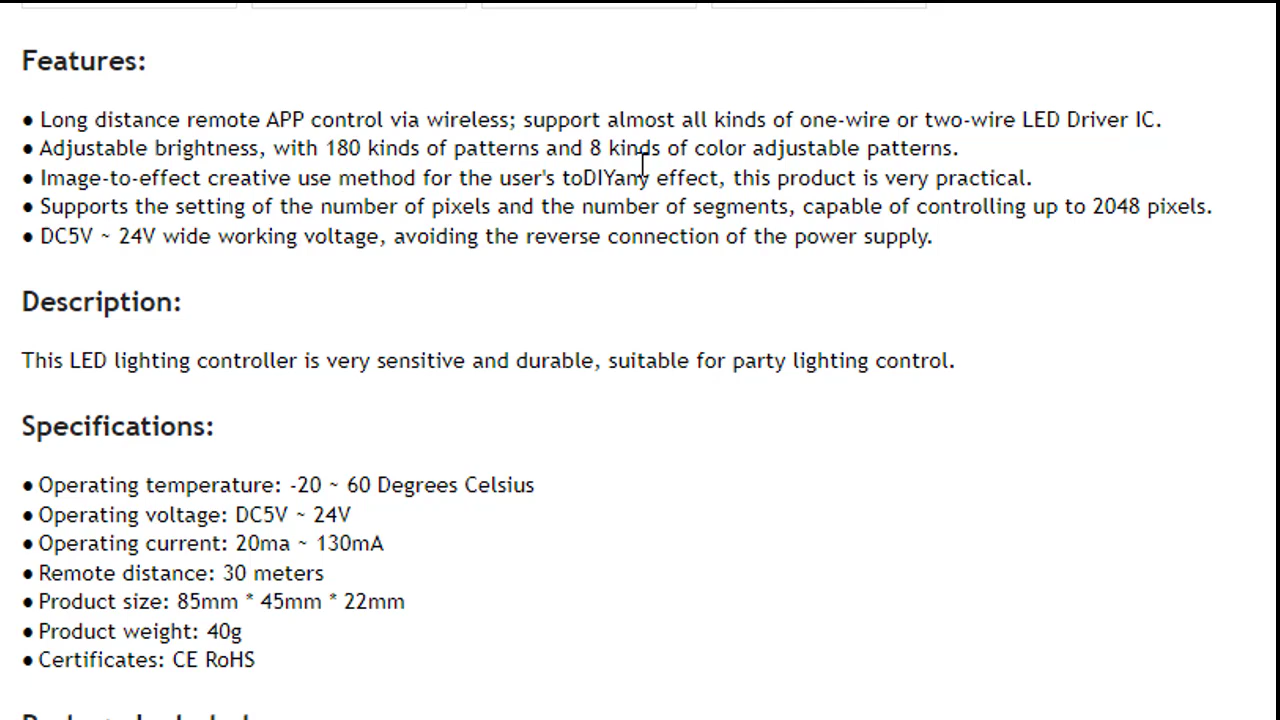 Features:
● Long distance remote APP control via wireless; support almost all kinds of one-wire or two-wire LED Driver IC.
● Adjustable brightness, with 180 kinds of patterns and 8 kinds of color adjustable patterns.
● Image-to-effect creative use method for the user's toDIYany effect, this product is very practical.
● Supports the setting of the number of pixels and the number of segments, capable of controlling up to 2048 pixels.
● DC5V ~ 24V wide working voltage, avoiding the reverse connection of the power supply.
Description:
This LED lighting controller is very sensitive and durable, suitable for party lighting control.
Specifications:
● Operating temperature: -20 ~ 60 Degrees Celsius
● Operating voltage: DC5V ~ 24V
● Operating current: 20ma ~ 130mA
● Remote distance: 30 meters
● Product size: 85mm * 45mm * 22mm
● Product weight: 40g
● Certificates: CE RoHS